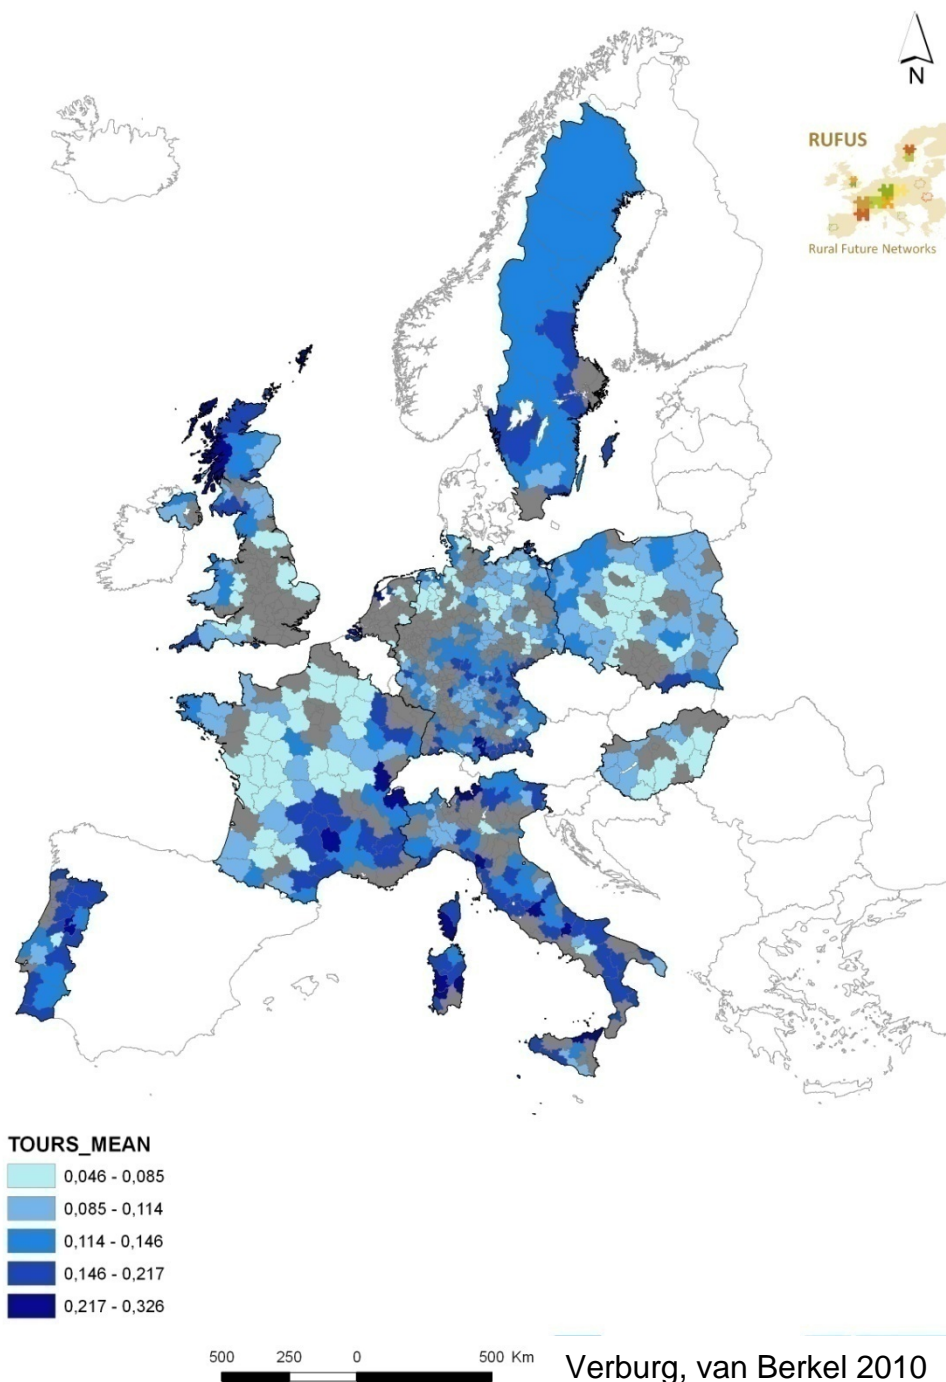 N
RUFUS
Rural Future Networks
TOURS_MEAN
0,046 - 0,085
0,085 - 0,114
0,114 - 0,146
0,146 - 0,217
0,217 - 0,326
500 250 0 500 Km
Verburg, van Berkel 2010